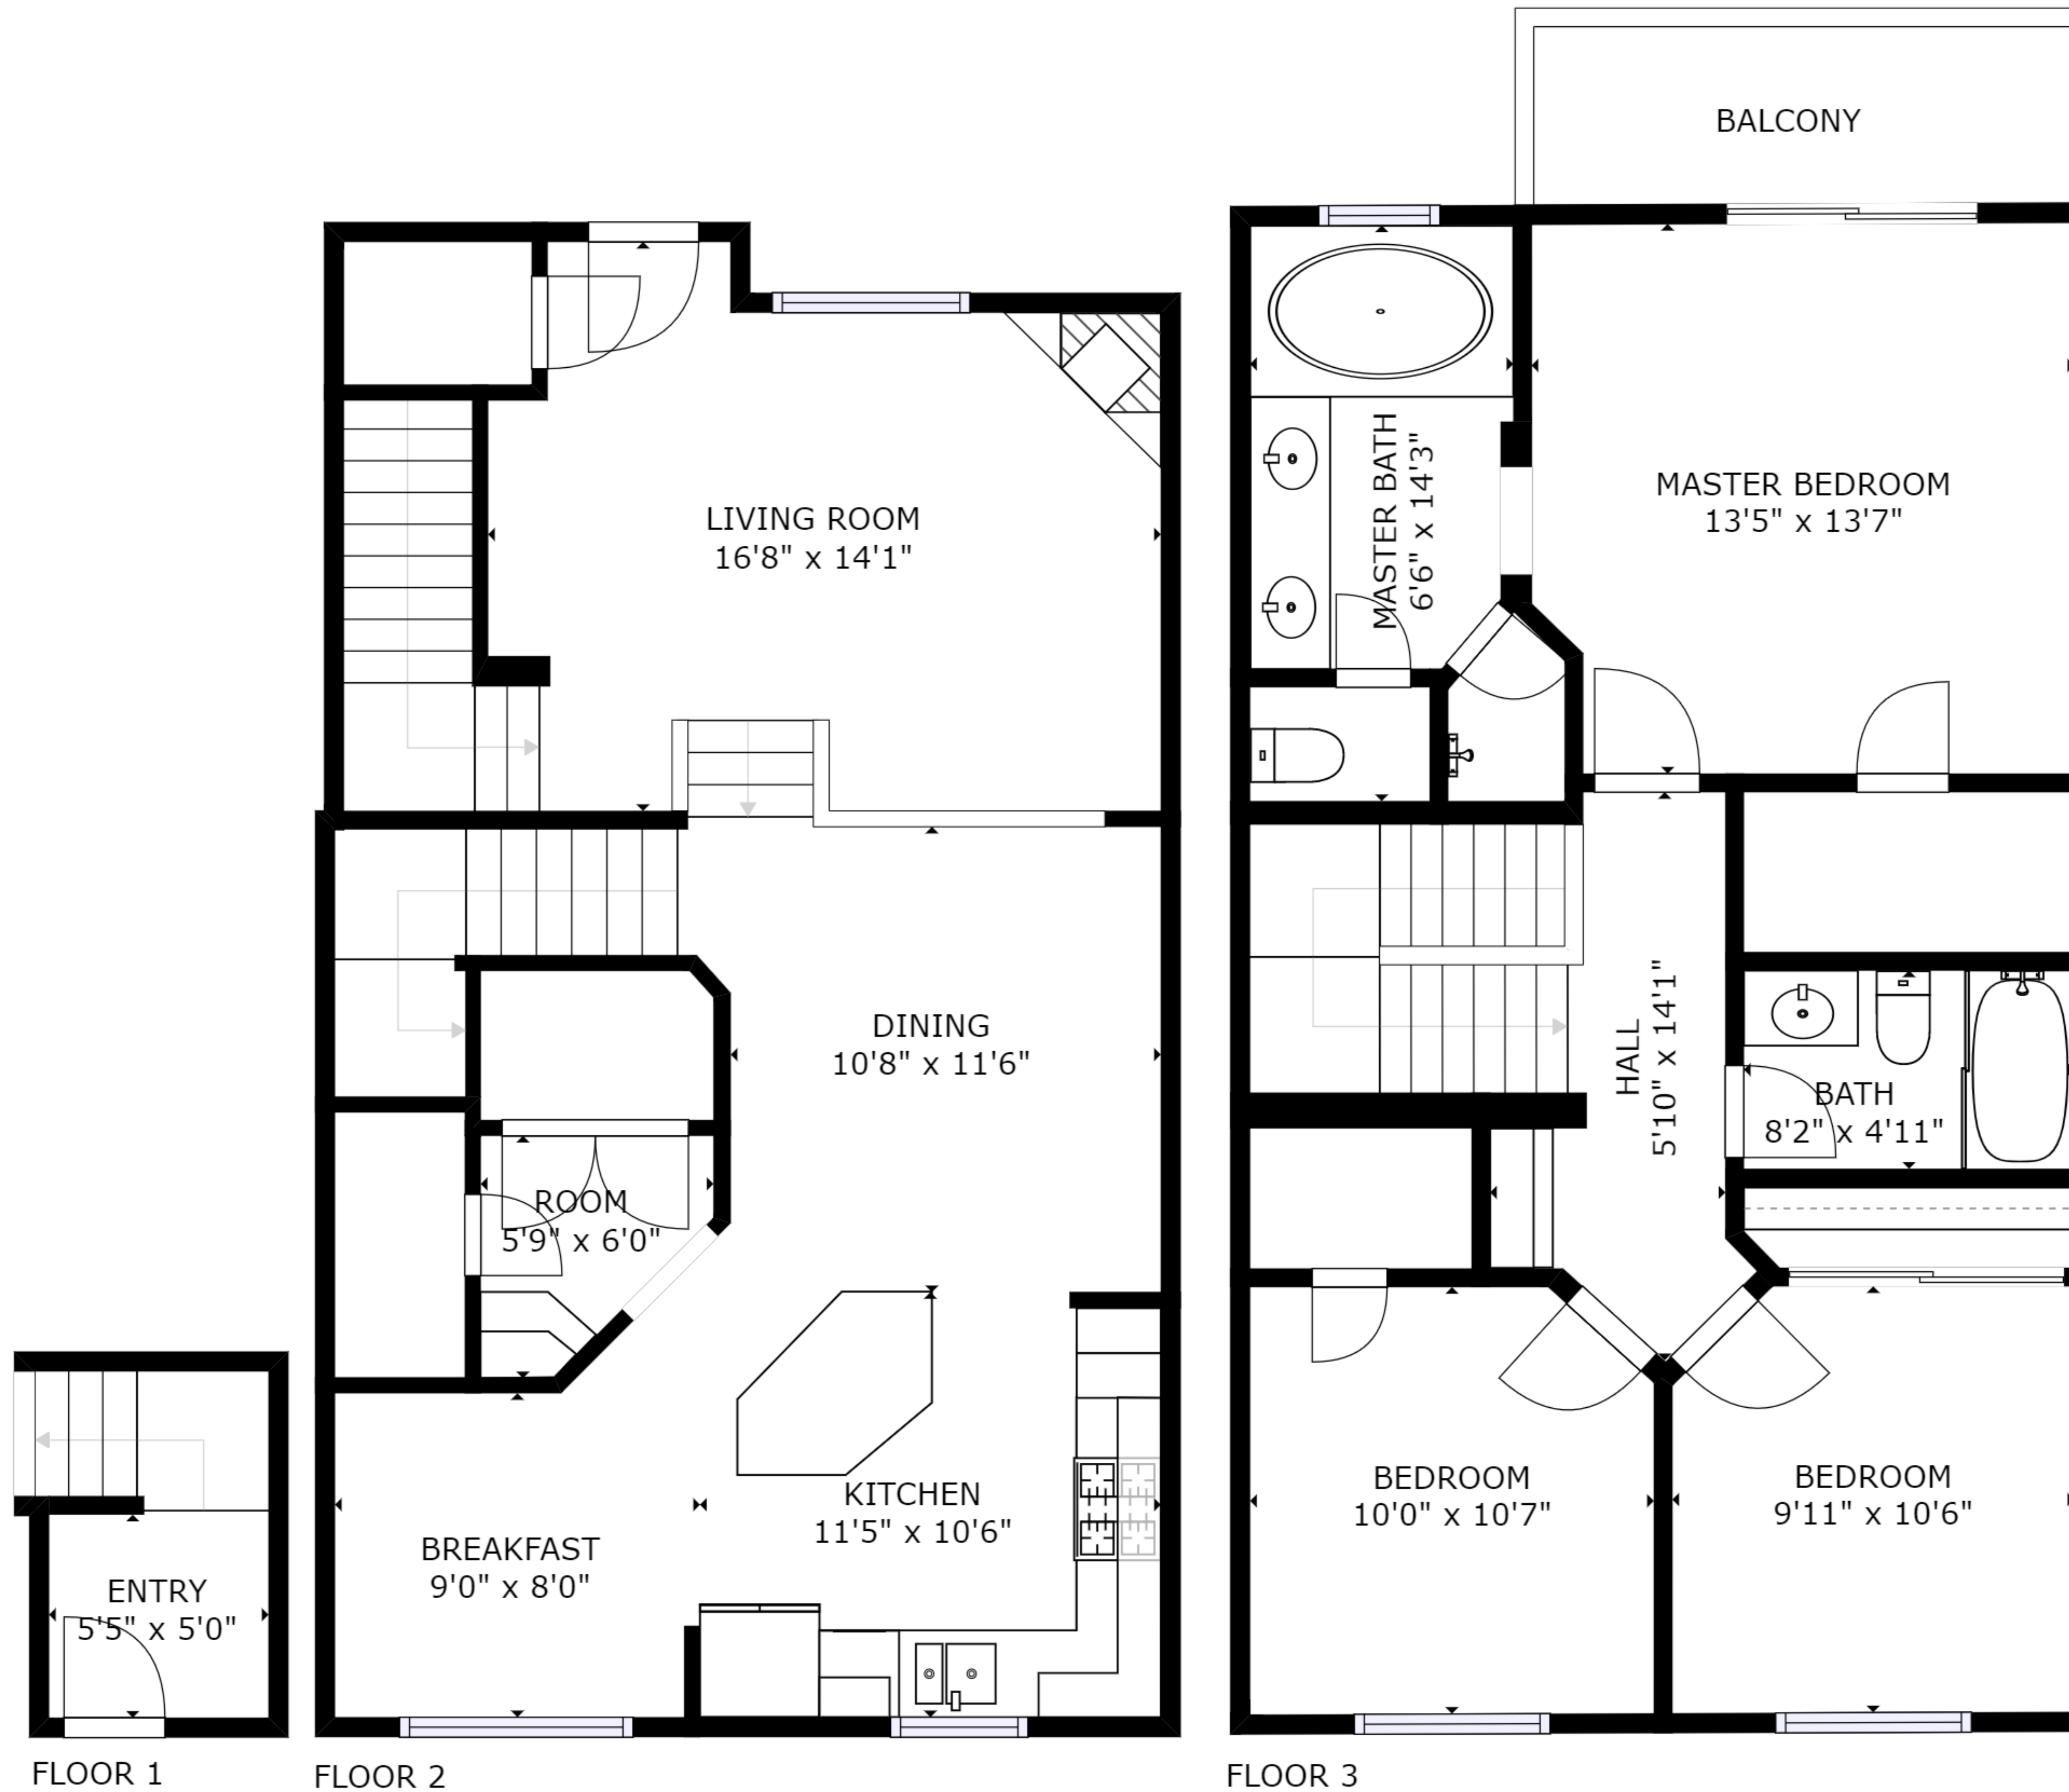 BALCONY
LIVING ROOM
16'8" x 14'1"
MASTER BATH
6'6" x 14'3"
MASTER BEDROOM
13'5" x 13'7"
DINING
10'8" x 11'6"
HALL
5'10" x 14'1"
BATH
8'2" x 4'11"
ROOM
5'9" x 6'0"
KITCHEN
11'5" x 10'6"
BREAKFAST
9'0" x 8'0"
BEDROOM
10'0" x 10'7"
BEDROOM
9'11" x 10'6"
ENTRY
5'5" x 5'0"
FLOOR 1
FLOOR 2
FLOOR 3